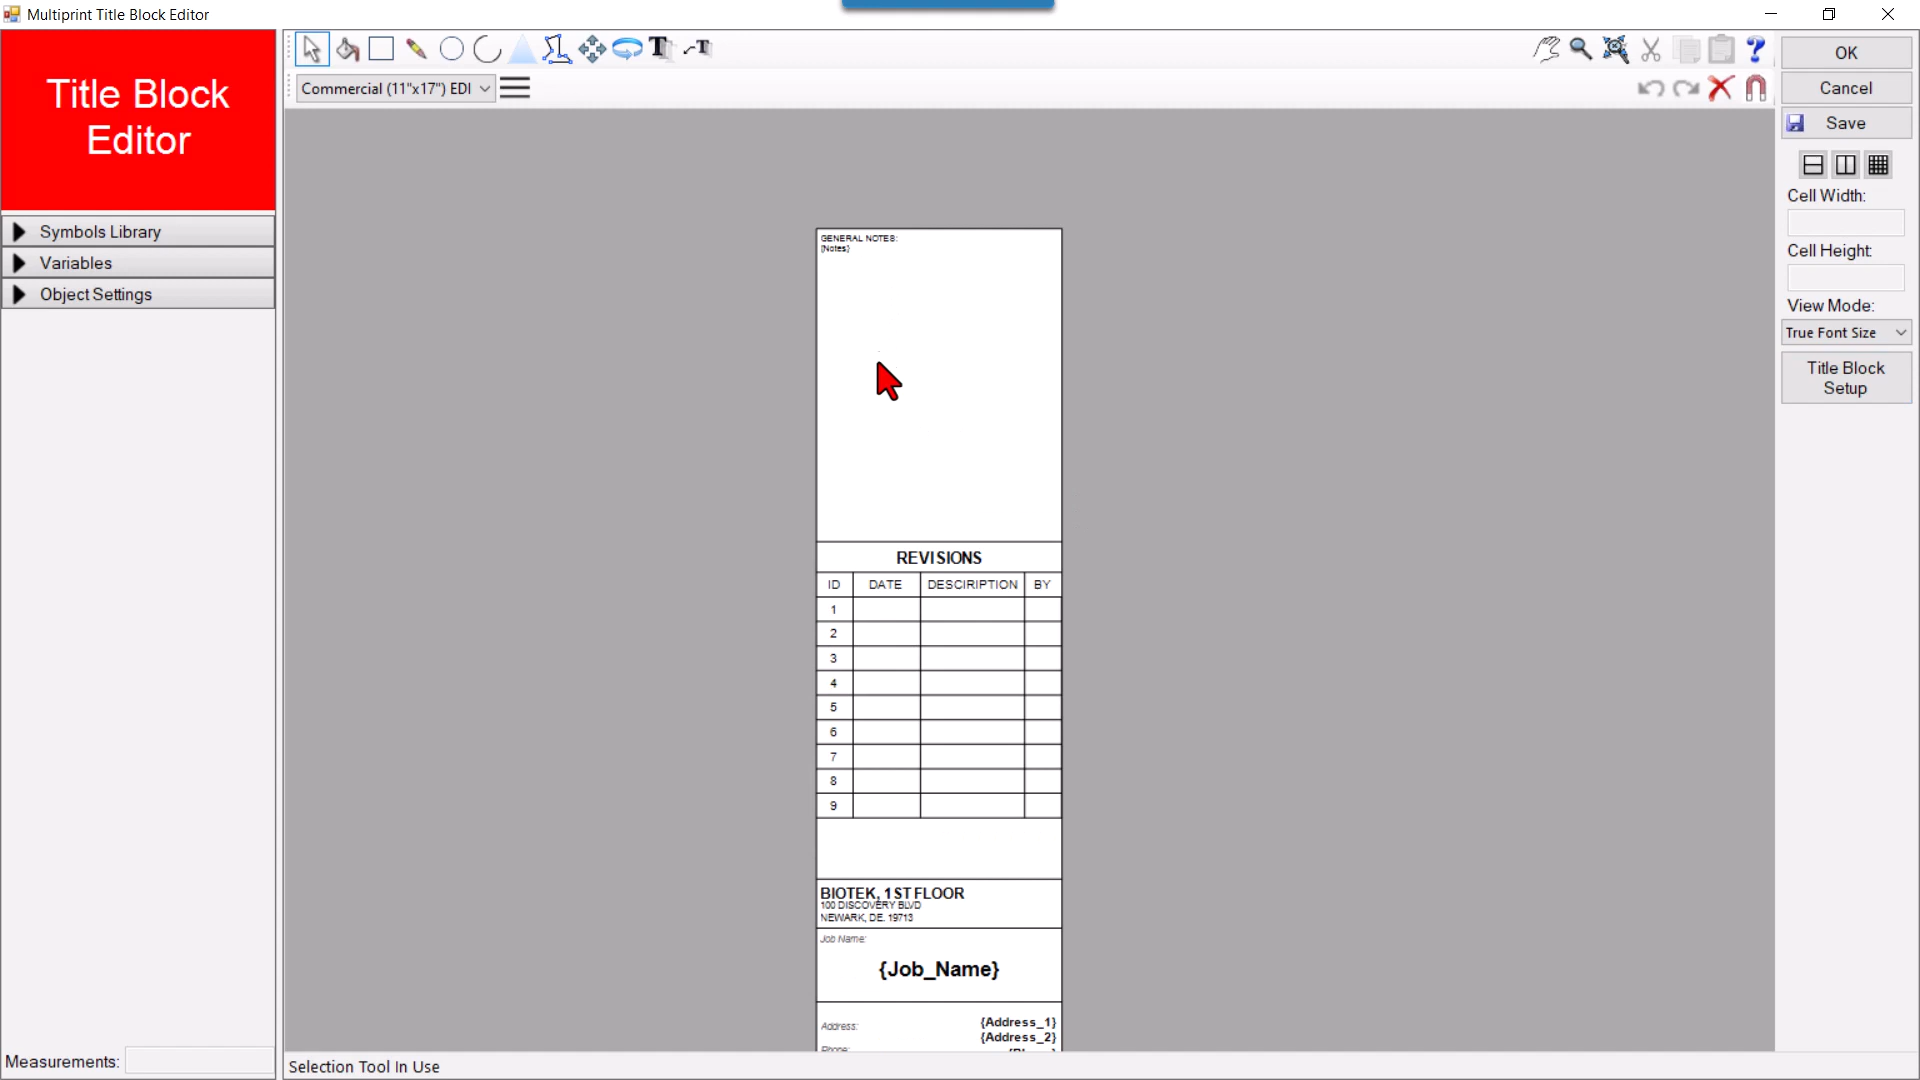 Multiprint Title Block Editor
Title Block
Editor
Symbols Library
Variables
Object Settings
Measurements:
Commercial (11"x17") EDI
T
T
?
GENERAL NOTES:
{Notes}
REVISIONS
ID DATE DESCIRIPTION BY
1
2
3
4
5
6
7
8
9
BIOTEK, 1ST FLOOR
100 DISCOVERY BLVD
NEWARK, DE. 19713
Job Name:
{Job_Name}
Address: {Address_1}
{Address_2}
Phone:
Selection Tool In Use
OK
Cancel
Save
Cell Width:
Cell Height:
View Mode:
True Font Size
Title Block
Setup